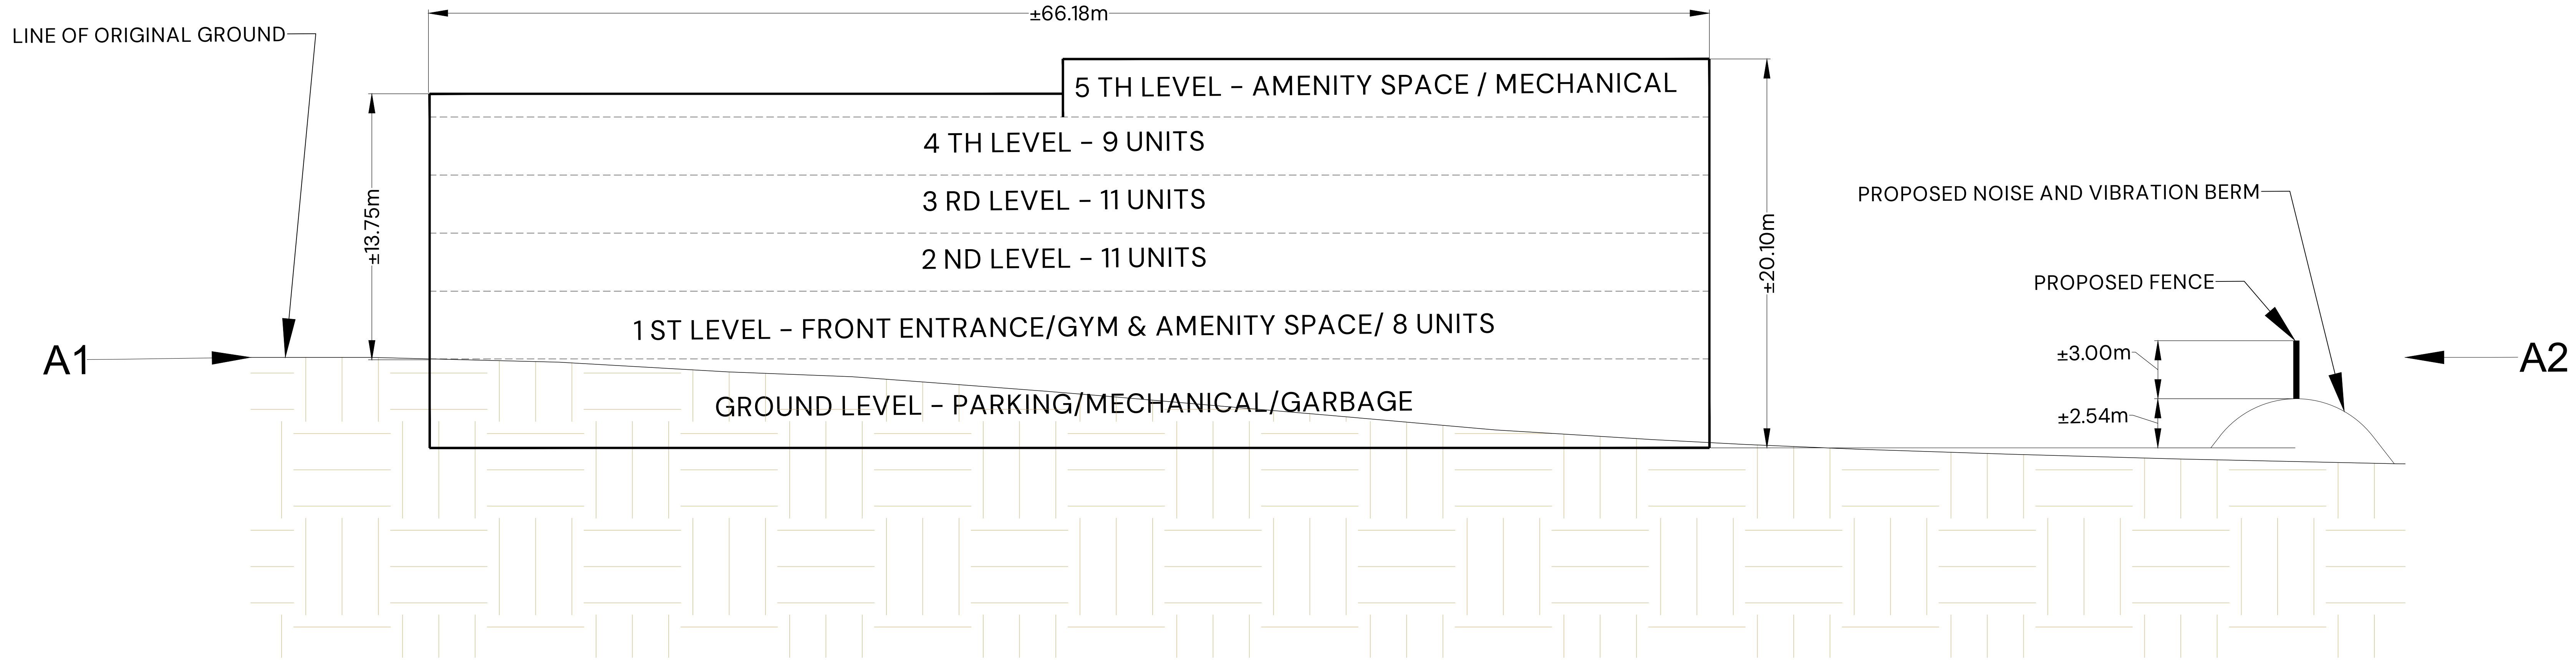 ±66.18m
LINE OF ORIGINAL GROUND
5 TH LEVEL - AMENITY SPACE / MECHANICAL
4 TH LEVEL - 9 UNITS
3 RD LEVEL - 11 UNITS
2 ND LEVEL - 11 UNITS
1 ST LEVEL - FRONT ENTRANCE/GYM & AMENITY SPACE/ 8 UNITS
GROUND LEVEL - PARKING/MECHANICAL/GARBAGE
±13.75m
±20.10m
PROPOSED NOISE AND VIBRATION BERM
PROPOSED FENCE
±3.00m
±2.54m
A1
A2